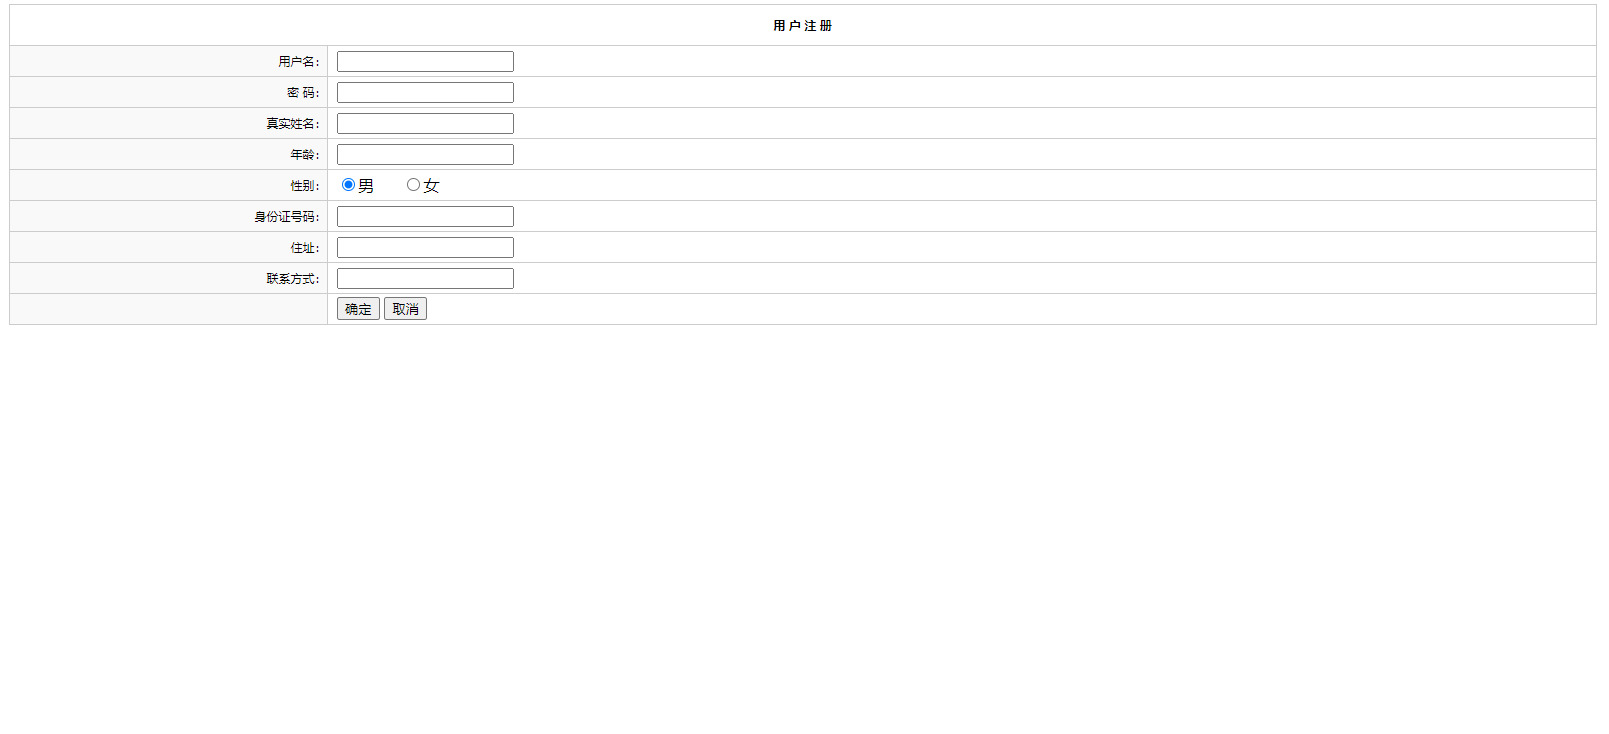 用 户 注 册
用户名:
密 码:
真实姓名:
年龄:
性别: 男 女
身份证号码:
住址:
联系方式:
确定 取消